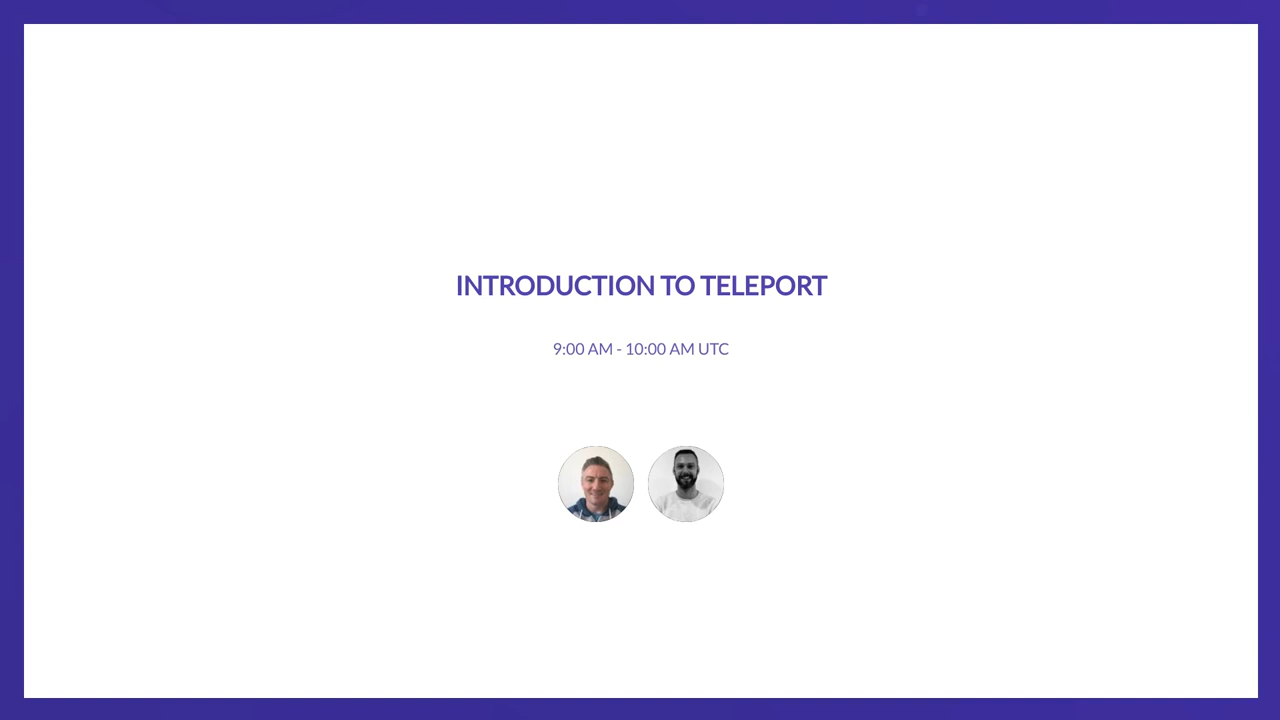 INTRODUCTION TO TELEPORT
9:00 AM - 10:00 AM UTC